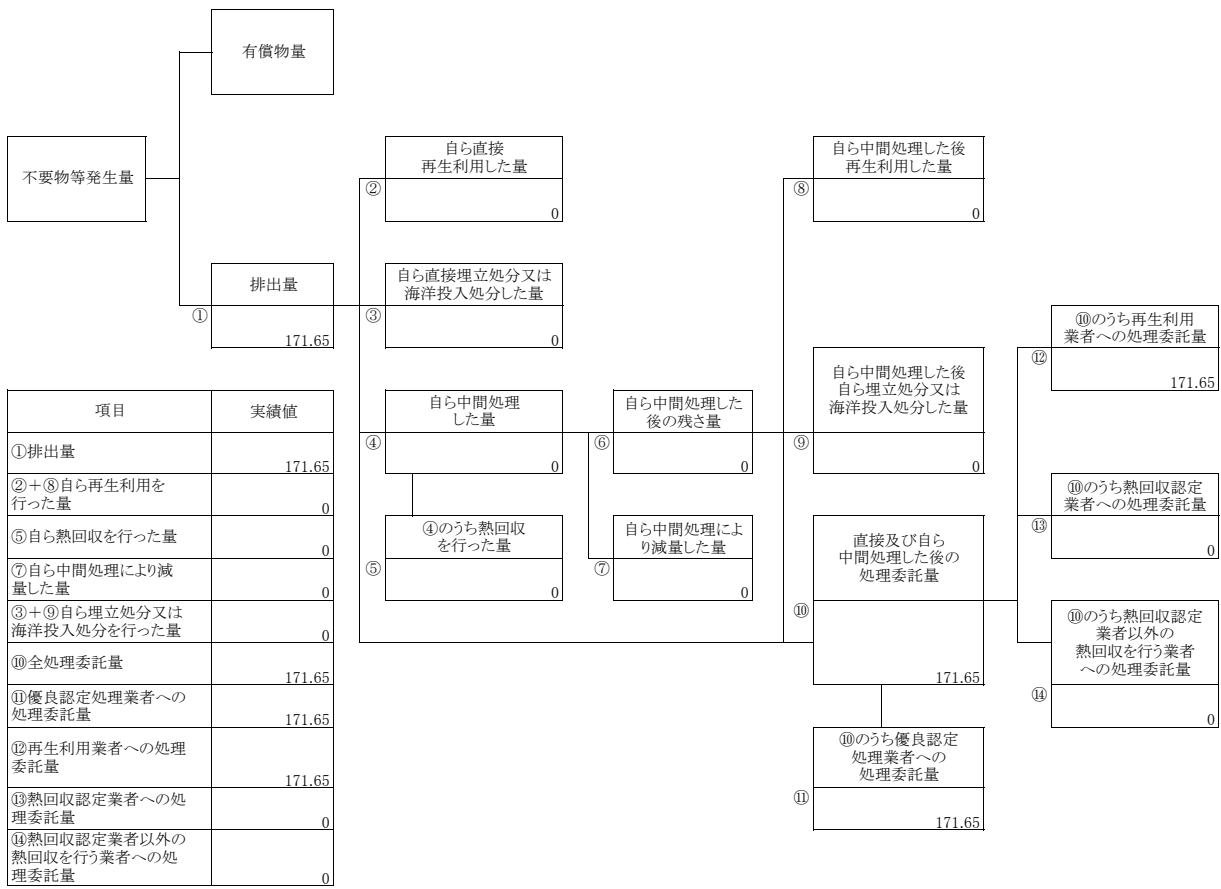 有償物量
不要物等発生量
自ら直接
再生利用した量
②
0
自ら中間処理した後
再生利用した量
⑧
0
排出量
①
171.65
自ら直接埋立処分又は
海洋投入処分した量
③
0
⑩のうち再生利用
業者への処理委託量
⑫
171.65
自ら中間処理
した量
④
0
自ら中間処理した
後の残さ量
⑥
0
自ら中間処理した後
自ら埋立処分又は
海洋投入処分した量
⑨
0
⑩のうち熱回収認定
業者への処理委託量
⑬
0
④のうち熱回収
を行った量
⑤
0
自ら中間処理によ
り減量した量
⑦
0
直接及び自ら
中間処理した後の
処理委託量
⑩
171.65
⑩のうち熱回収認定
業者以外の
熱回収を行う業者
への処理委託量
⑭
0
⑩のうち優良認定
処理業者への
処理委託量
⑪
171.65
項目 実績値
①排出量
171.65
②＋⑧自ら再生利用を
行った量
0
⑤自ら熱回収を行った量
0
⑦自ら中間処理により減
量した量
0
③＋⑨自ら埋立処分又は
海洋投入処分を行った量
0
⑩全処理委託量
171.65
⑪優良認定処理業者への
処理委託量
171.65
⑫再生利用業者への処理
委託量
171.65
⑬熱回収認定業者への処
理委託量
0
⑭熱回収認定業者以外の
熱回収を行う業者への処
理委託量
0